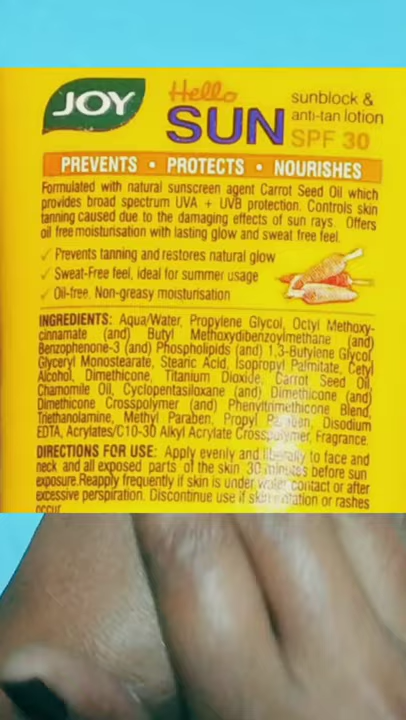 JOY
Hello
SUN
sunblock &
anti-tan lotion
SPF 30
PREVENTS • PROTECTS • NOURISHES
Formulated with natural sunscreen agent Carrot Seed Oil which
provides broad spectrum UVA + UVB protection. Controls skin
tanning caused due to the damaging effects of sun rays. Offers
oil free moisturisation with lasting glow and sweat free feel.
✓ Prevents tanning and restores natural glow
✓ Sweat-Free feel, ideal for summer usage
✓ Oil-free, Non-greasy moisturisation
INGREDIENTS: Aqua/Water, Propylene Glycol, Octyl Methoxy-
cinnamate (and) Butyl Methoxydibenzoylmethane (and)
Benzophenone-3 (and) Phospholipids (and) 1,3-Butylene Glycol,
Glyceryl Monostearate, Stearic Acid, Isopropyl Palmitate, Cetyl
Alcohol, Dimethicone, Titanium Dioxide, Carrot Seed Oil,
Chamomile Oil, Cyclopentasiloxane (and) Dimethicone (and)
Dimethicone Crosspolymer (and) Phenyltrimethicone Blend,
Triethanolamine, Methyl Paraben, Propyl Paraben, Disodium
EDTA, Acrylates/C10-30 Alkyl Acrylate Crosspolymer, Fragrance.
DIRECTIONS FOR USE: Apply evenly and liberally to face and
neck and all exposed parts of the skin 30 minutes before sun
exposure.Reapply frequently if skin is under water contact or after
excessive perspiration. Discontinue use if skin irritation or rashes
occur